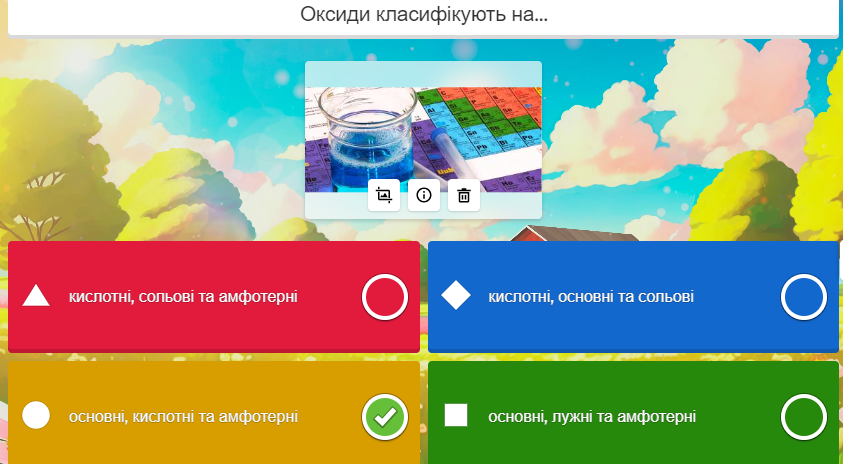 Оксиди класифікують на...
кислотні, сольові та амфотерні
кислотні, основні та сольові
основні, кислотні та амфотерні
основні, лужні та амфотерні